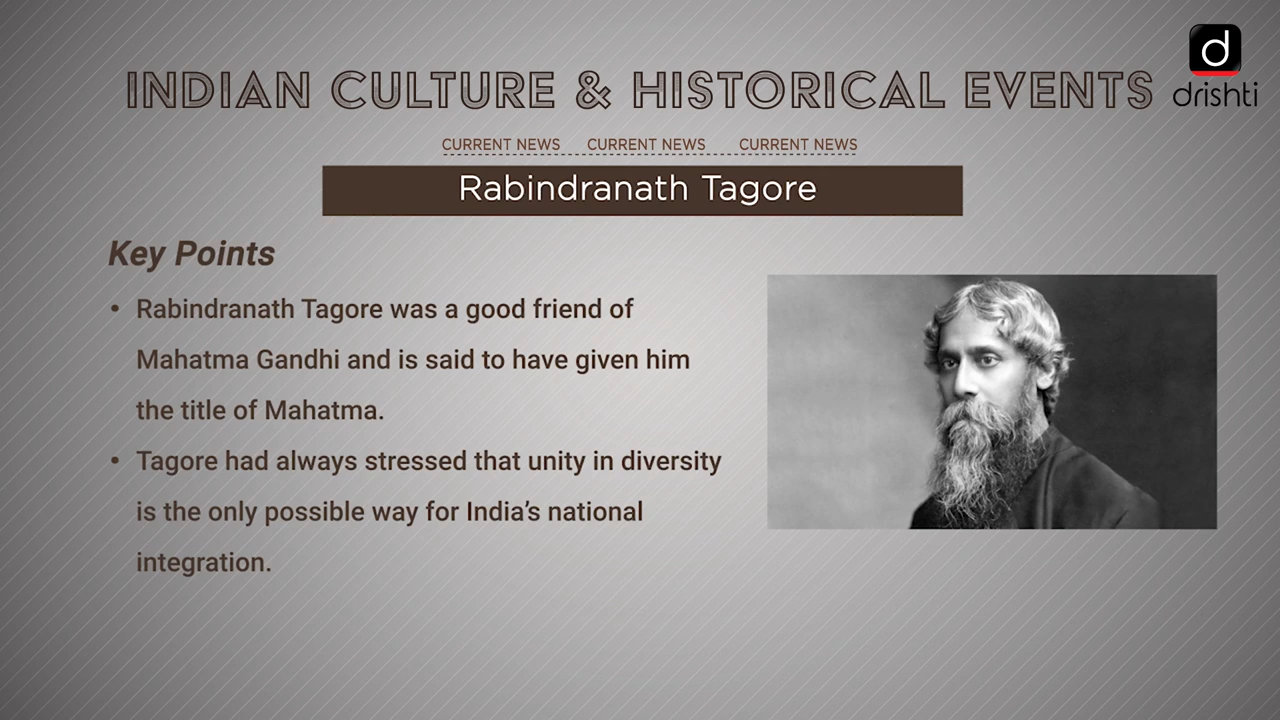 INDIAN CULTURE & HISTORICAL EVENTS
d
drishti
CURRENT NEWS CURRENT NEWS CURRENT NEWS
Rabindranath Tagore
Key Points
• Rabindranath Tagore was a good friend of
Mahatma Gandhi and is said to have given him
the title of Mahatma.
• Tagore had always stressed that unity in diversity
is the only possible way for India’s national
integration.